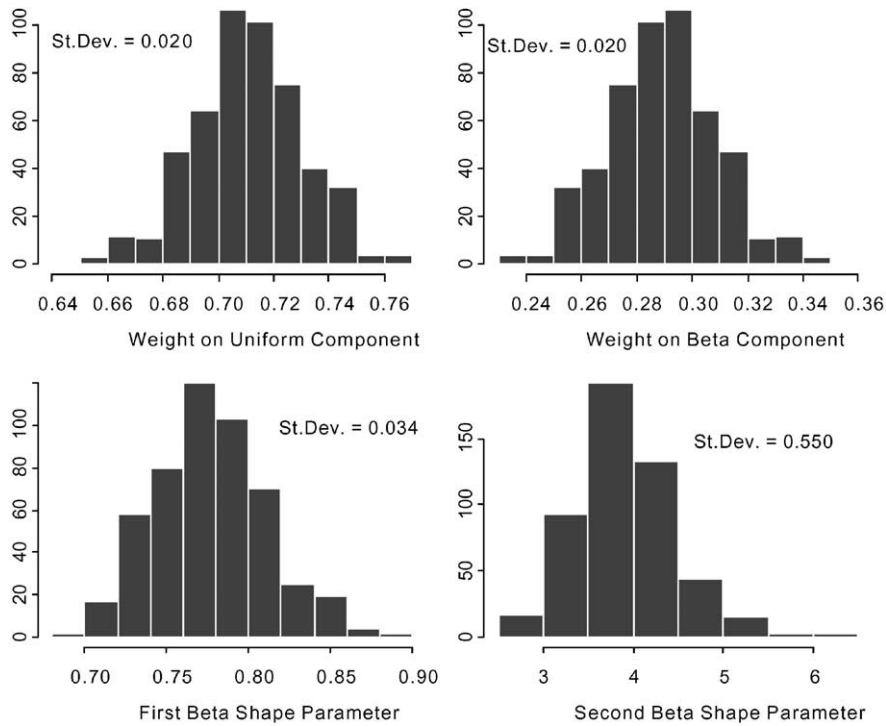 100
80
60
40
20
0
St.Dev. = 0.020
0.64 0.66 0.68 0.70 0.72 0.74 0.76
Weight on Uniform Component
100
80
60
40
20
0
St.Dev. = 0.020
0.24 0.26 0.28 0.30 0.32 0.34 0.36
Weight on Beta Component
100
80
60
40
20
0
St.Dev. = 0.034
0.70 0.75 0.80 0.85 0.90
First Beta Shape Parameter
150
100
50
0
St.Dev. = 0.550
3 4 5 6
Second Beta Shape Parameter